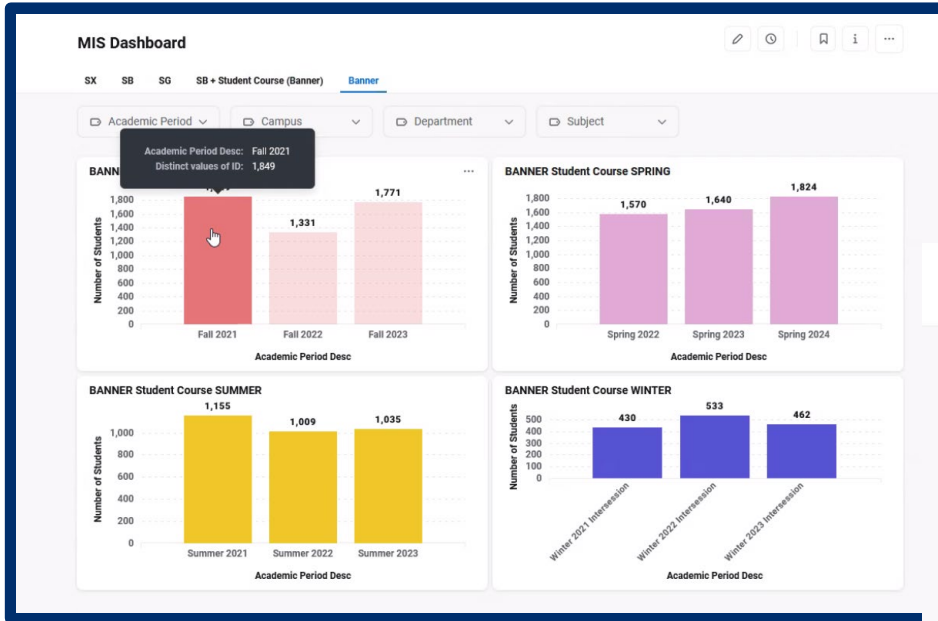 MIS Dashboard
SX SB SG SB + Student Course (Banner) Banner
Academic Period Campus Department Subject
Academic Period Desc: Fall 2021
Distinct values of ID: 1,849
BANN
1,331
1,771
Number of Students
1,800
1,600
1,400
1,200
1,000
800
600
400
200
0
Fall 2021 Fall 2022 Fall 2023
Academic Period Desc
BANNER Student Course SPRING
1,570
1,640
1,824
Number of Students
1,800
1,600
1,400
1,200
1,000
800
600
400
200
0
Spring 2022 Spring 2023 Spring 2024
Academic Period Desc
BANNER Student Course SUMMER
1,155
1,009
1,035
Number of Students
1,000
800
600
400
200
0
Summer 2021 Summer 2022 Summer 2023
Academic Period Desc
BANNER Student Course WINTER
430
533
462
Number of Students
500
400
300
200
100
0
Winter 2021 Intersession
Winter 2022 Intersession
Winter 2023 Intersession
Academic Period Desc